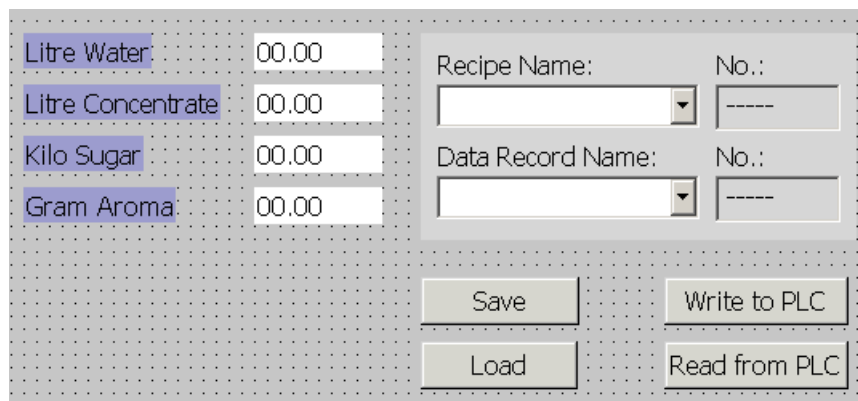 Litre Water
00.00
Litre Concentrate
00.00
Kilo Sugar
00.00
Gram Aroma
00.00
Recipe Name:
No.:
-----
Data Record Name:
No.:
-----
Save
Write to PLC
Load
Read from PLC